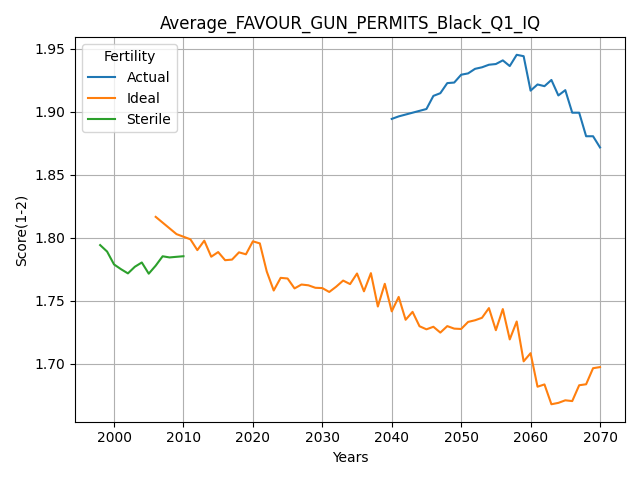 Average_FAVOUR_GUN_PERMITS_Black_Q1_IQ
Fertility
Actual
Ideal
Sterile
Score(1-2)
1.95
1.90
1.85
1.80
1.75
1.70
2000 2010 2020 2030 2040 2050 2060 2070
Years